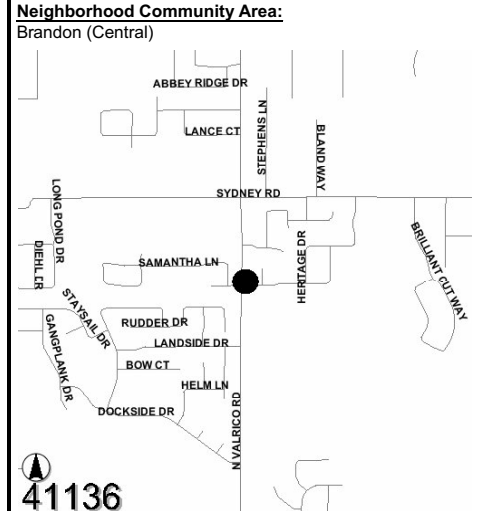 Neighborhood Community Area:
Brandon (Central)
ABBEY RIDGE DR
LANCE CT
STEPHENS LN
BLAND WAY
SYDNEY RD
LONG POND DR
DIEHL DR
SAMANTHA LN
HERITAGE DR
BRILLIANT CUT WAY
STAYSAIL DR
GANGPLANK DR
RUDDER DR
LANDSIDE DR
BOW CT
HELM LN
DOCKSIDE DR
N VALRICO RD
41136